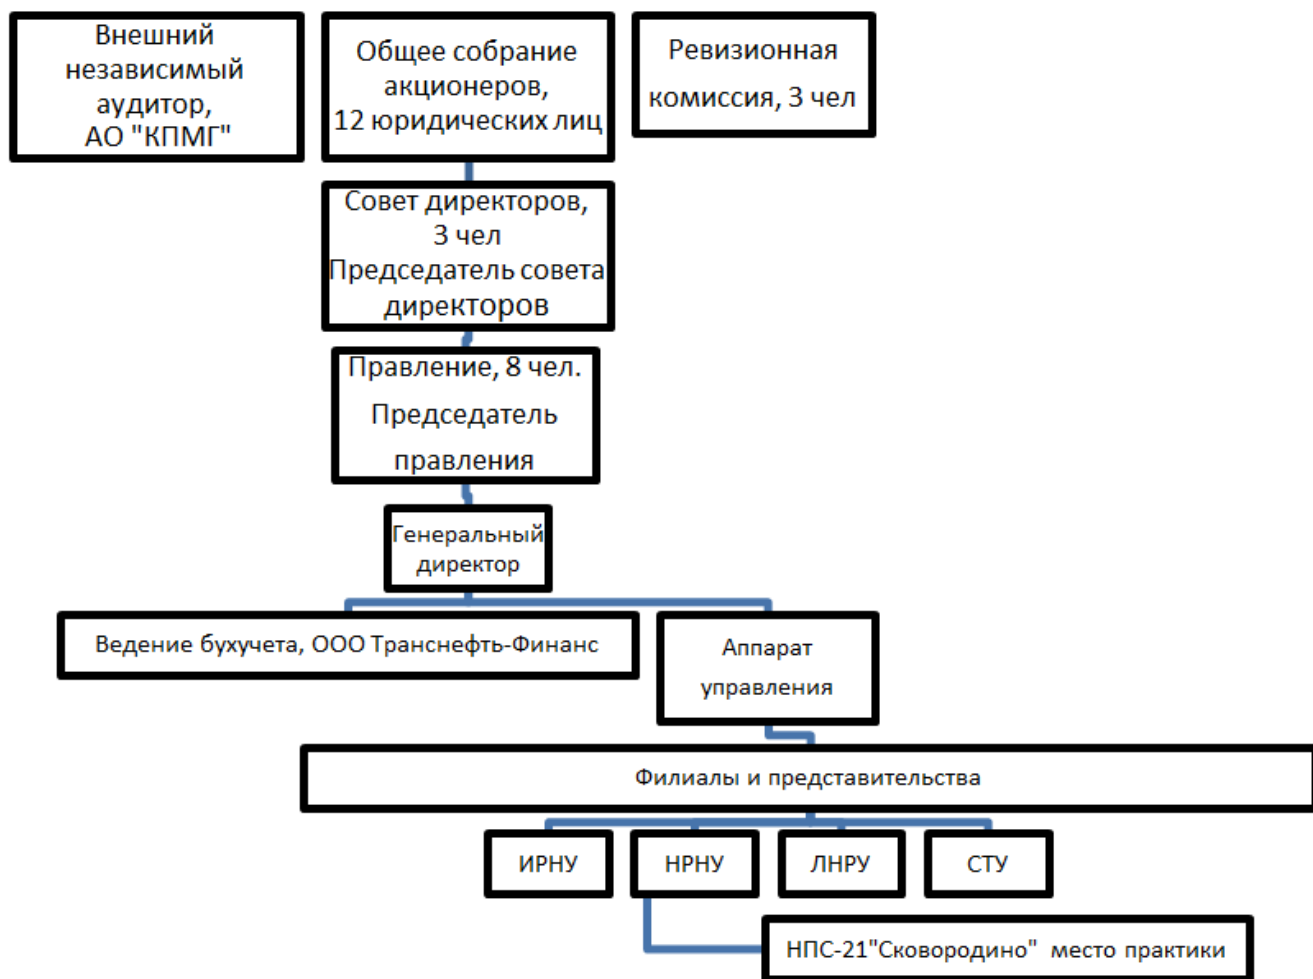 Внешний
независимый
аудитор,
АО "КПМГ"
Общее собрание
акционеров,
12 юридических лиц
Ревизионная
комиссия, 3 чел
Совет директоров,
3 чел
Председатель совета
директоров
Правление, 8 чел.
Председатель
правления
Генеральный
директор
Ведение бухучета, ООО Транснефть-Финанс
Аппарат
управления
Филиалы и представительства
ИРНУ
НРНУ
ЛНРУ
СТУ
НПС-21"Сковородино" место практики